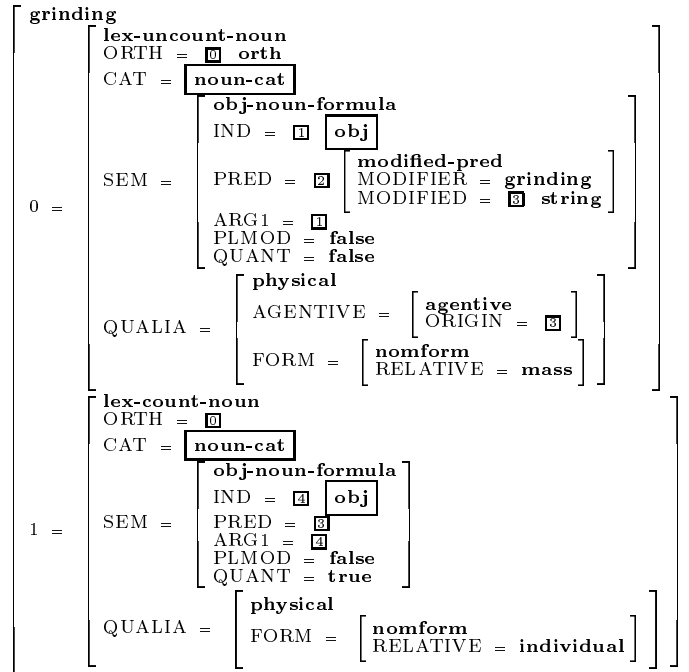 grinding
lex-uncount-noun
ORTH = 0 orth
CAT = noun-cat
obj-noun-formula
IND = 1 obj
modified-pred
SEM = PRED = 2 MODIFIER = grinding
MODIFIED = 3 string
0 =
ARG1 = 1
PLMOD = false
QUANT = false
physical
AGENTIVE = agentive
ORIGIN = 3
QUALIA =
FORM = nomform
RELATIVE = mass
lex-count-noun
ORTH = 0
CAT = noun-cat
obj-noun-formula
IND = 4 obj
1 = SEM = PRED = 3
ARG1 = 4
PLMOD = false
QUANT = true
physical
QUALIA = FORM = nomform
RELATIVE = individual